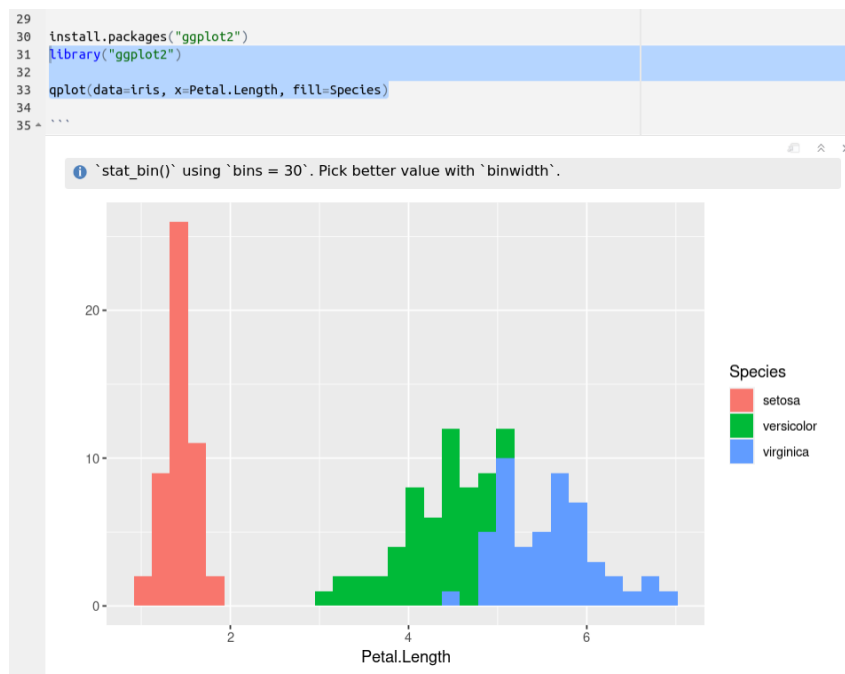 29
30 install.packages("ggplot2")
31 library("ggplot2")
32
33 qplot(data=iris, x=Petal.Length, fill=Species)
34
35 ```
`stat_bin()` using `bins = 30`. Pick better value with `binwidth`.
20
10
0
2 4 6
Petal.Length
Species
setosa
versicolor
virginica